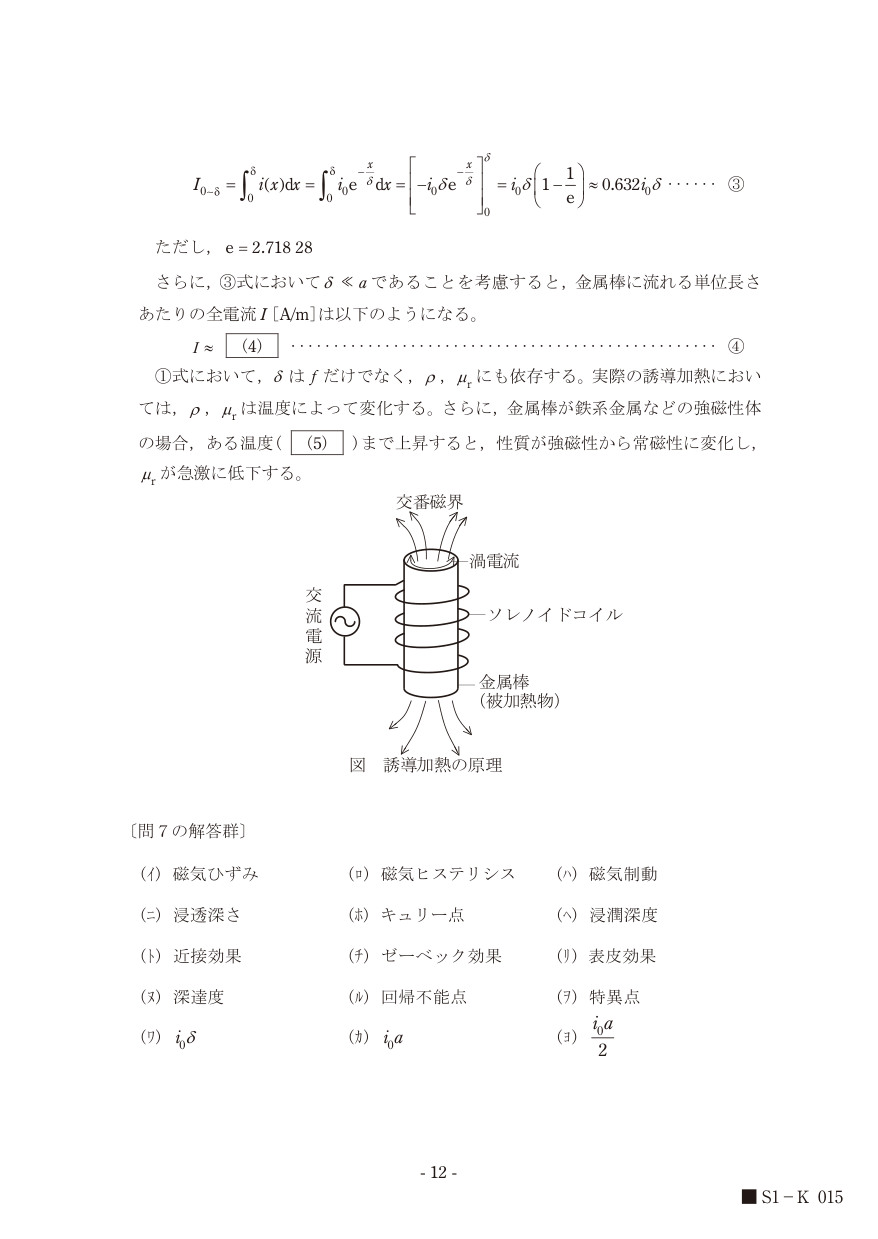 I₀₋δ = ∫₀^δ i(x)dx = ∫₀^δ i₀e^(−x/δ) dx = [−i₀δe^(−x/δ)]₀^δ = i₀δ(1 − 1/e) ≈ 0.632i₀δ ‥‥‥ ③
ただし，e = 2.718 28
さらに，③式においてδ ≪ a であることを考慮すると，金属棒に流れる単位長さ
あたりの全電流 I [A/m]は以下のようになる。
I ≈ (4) ‥‥‥‥‥‥‥‥‥‥‥‥‥‥‥‥‥‥‥‥‥‥‥‥ ④
①式において，δ は f だけでなく，ρ，μᵣ にも依存する。実際の誘導加熱におい
ては，ρ，μᵣ は温度によって変化する。さらに，金属棒が鉄系金属などの強磁性体
の場合，ある温度( (5) )まで上昇すると，性質が強磁性から常磁性に変化し，
μᵣ が急激に低下する。
交番磁界
渦電流
交流電源
ソレノイドコイル
金属棒
(被加熱物)
図　誘導加熱の原理
〔問７の解答群〕
(ｲ) 磁気ひずみ　(ﾛ) 磁気ヒステリシス　(ﾊ) 磁気制動
(ﾆ) 浸透深さ　(ﾎ) キュリー点　(ﾍ) 浸潤深度
(ﾄ) 近接効果　(ﾁ) ゼーベック効果　(ﾘ) 表皮効果
(ﾇ) 深達度　(ﾙ) 回帰不能点　(ｦ) 特異点
(ﾜ) i₀δ　(ｶ) i₀a　(ﾖ) i₀a/2
- 12 -
■ S1－K 015